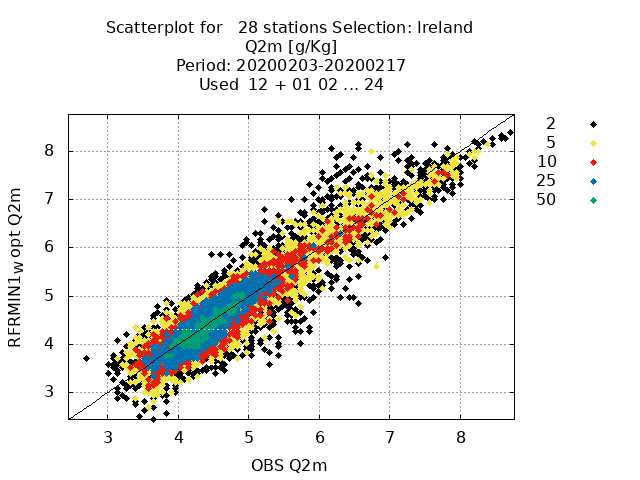 Scatterplot for 28 stations Selection: Ireland
Q2m [g/Kg]
Period: 20200203-20200217
Used 12 + 01 02 ... 24
2
5
10
25
50
8
7
6
5
4
3
RFRMIN1_W opt Q2m
3 4 5 6 7 8
OBS Q2m